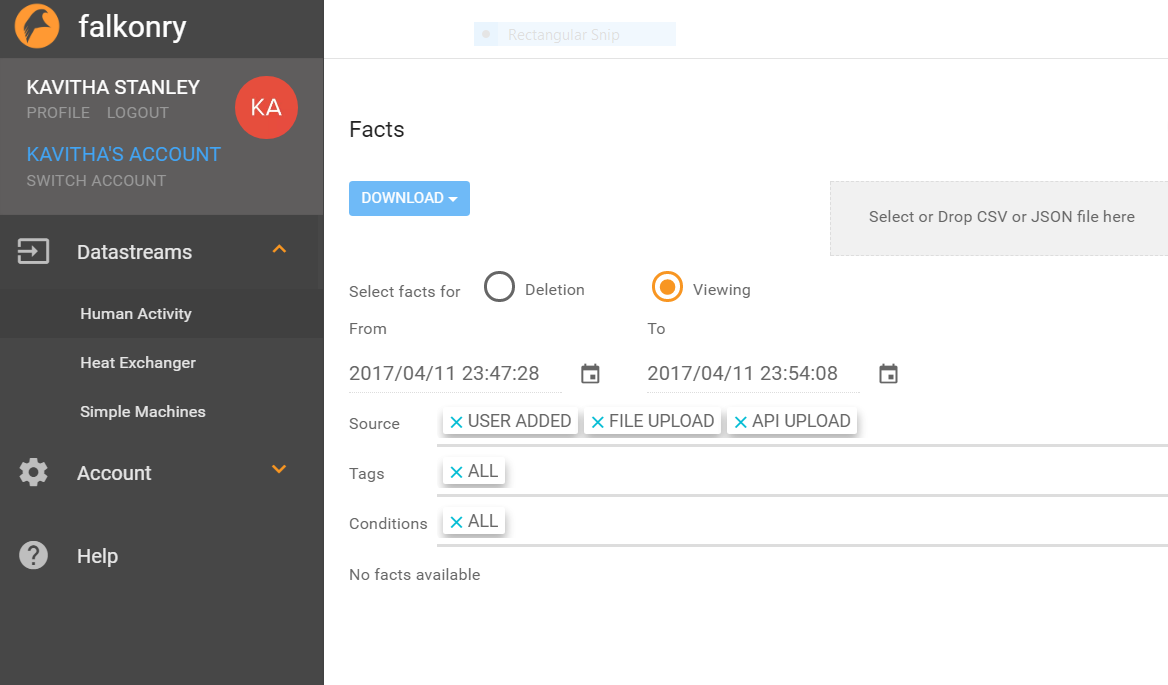 falkonry
Rectangular Snip
KAVITHA STANLEY
PROFILE LOGOUT
KA
KAVITHA'S ACCOUNT
SWITCH ACCOUNT
Datastreams
Human Activity
Heat Exchanger
Simple Machines
Account
Help
Facts
DOWNLOAD
Select or Drop CSV or JSON file here
Select facts for Deletion Viewing
From To
2017/04/11 23:47:28 2017/04/11 23:54:08
Source × USER ADDED × FILE UPLOAD × API UPLOAD
Tags × ALL
Conditions × ALL
No facts available